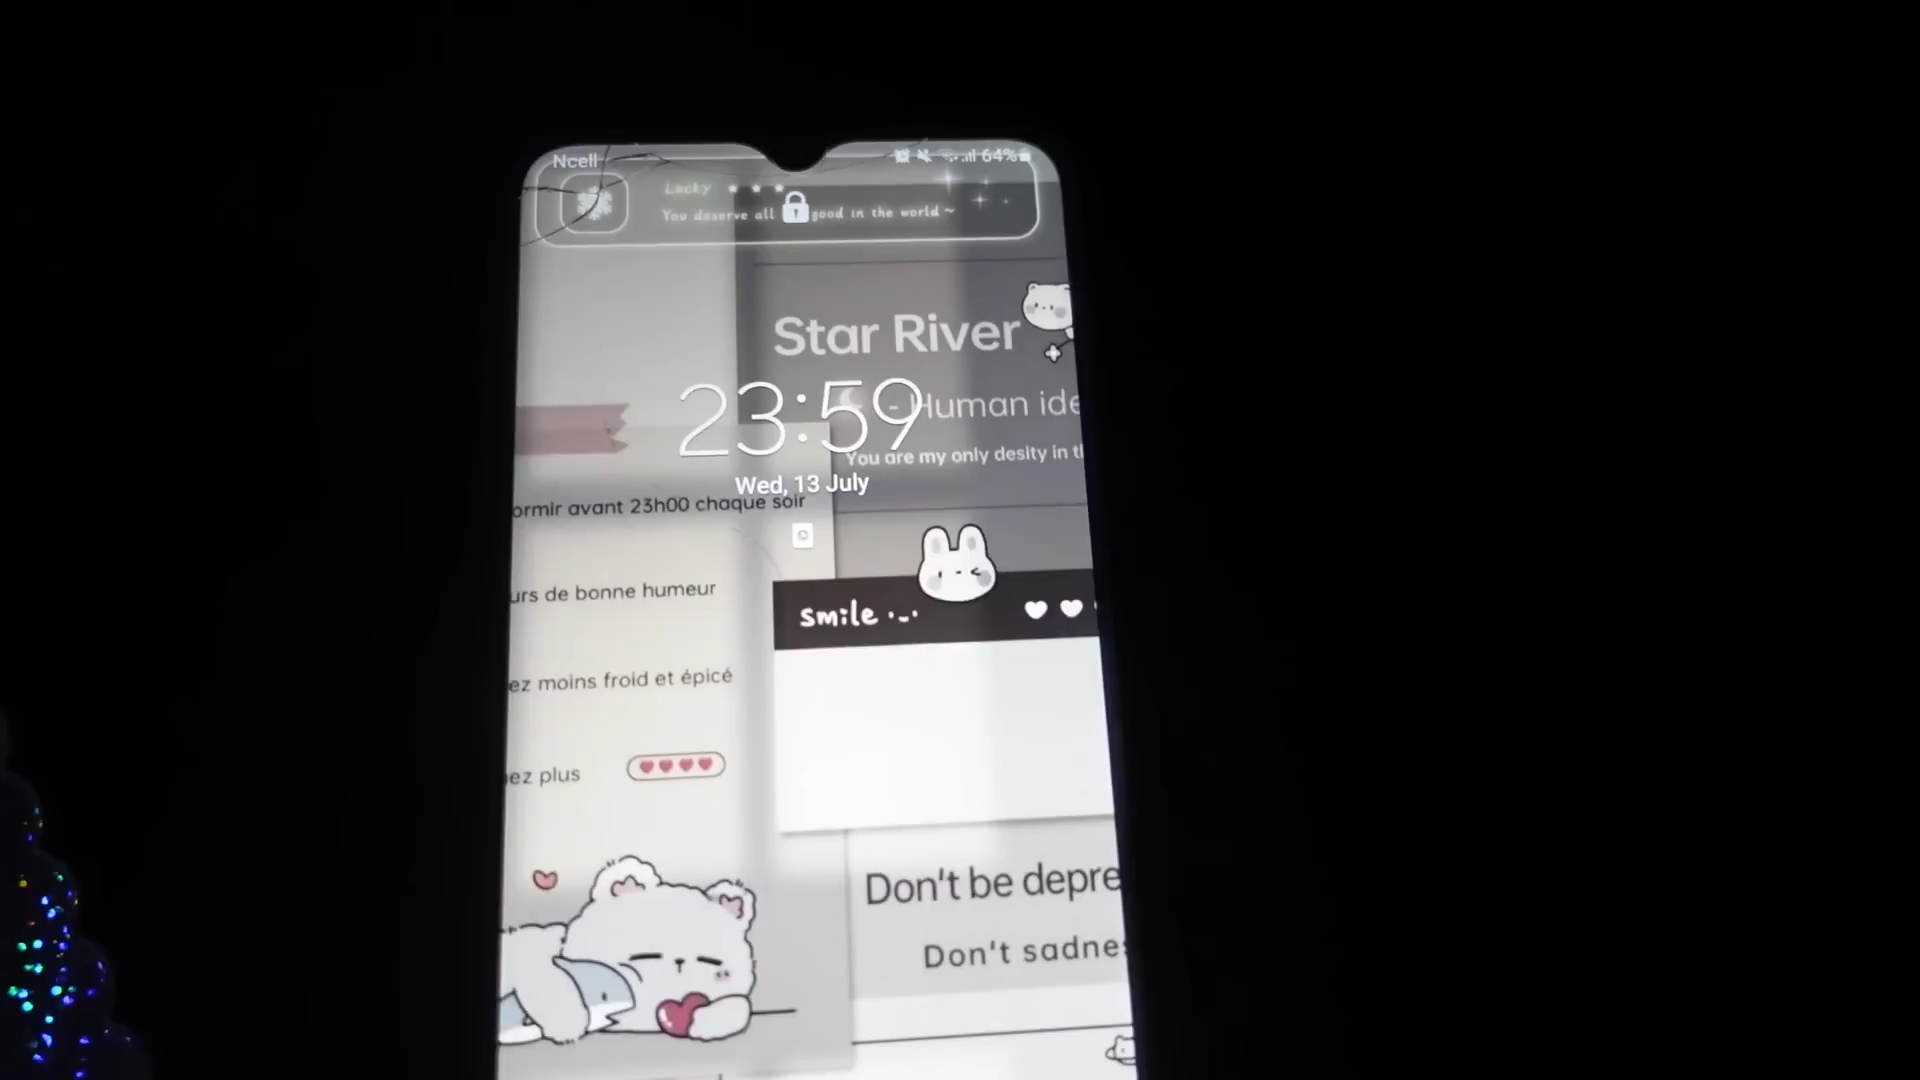 Ncell
64%
Lucky
You deserve all good in the world ~
Star River
23:59
- Human ide
You are my only desity in t
Wed, 13 July
ormir avant 23h00 chaque soir
urs de bonne humeur
smile
ez moins froid et épicé
ez plus
Don't be depre
Don't sadne